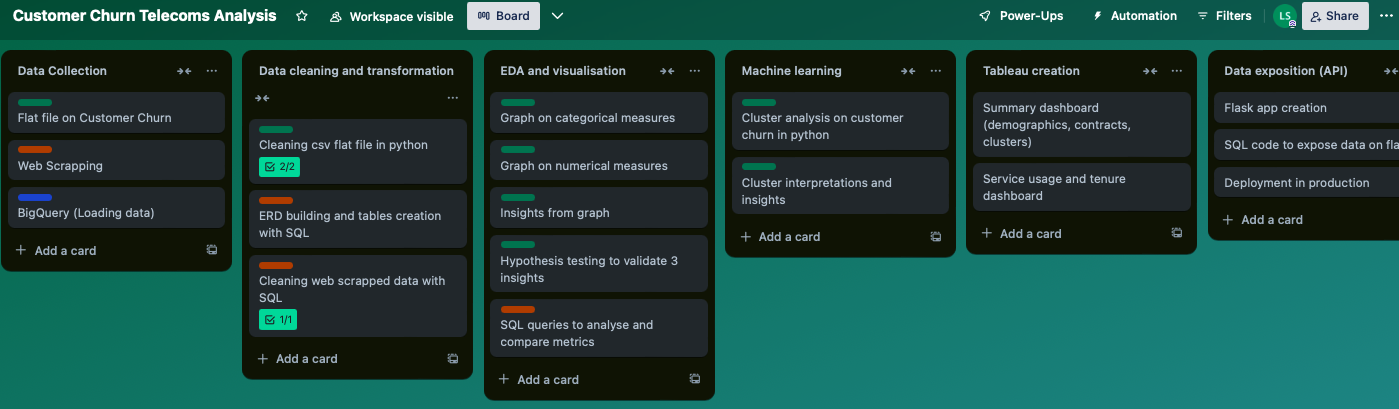 Customer Churn Telecoms Analysis
Workspace visible
Board
Power-Ups
Automation
Filters
LS
Share
Data Collection
Flat file on Customer Churn
Web Scrapping
BigQuery (Loading data)
Add a card
Data cleaning and transformation
Cleaning csv flat file in python
2/2
ERD building and tables creation
with SQL
Cleaning web scrapped data with
SQL
1/1
Add a card
EDA and visualisation
Graph on categorical measures
Graph on numerical measures
Insights from graph
Hypothesis testing to validate 3
insights
SQL queries to analyse and
compare metrics
Add a card
Machine learning
Cluster analysis on customer
churn in python
Cluster interpretations and
insights
Add a card
Tableau creation
Summary dashboard
(demographics, contracts,
clusters)
Service usage and tenure
dashboard
Add a card
Data exposition (API)
Flask app creation
SQL code to expose data on fla
Deployment in production
Add a card